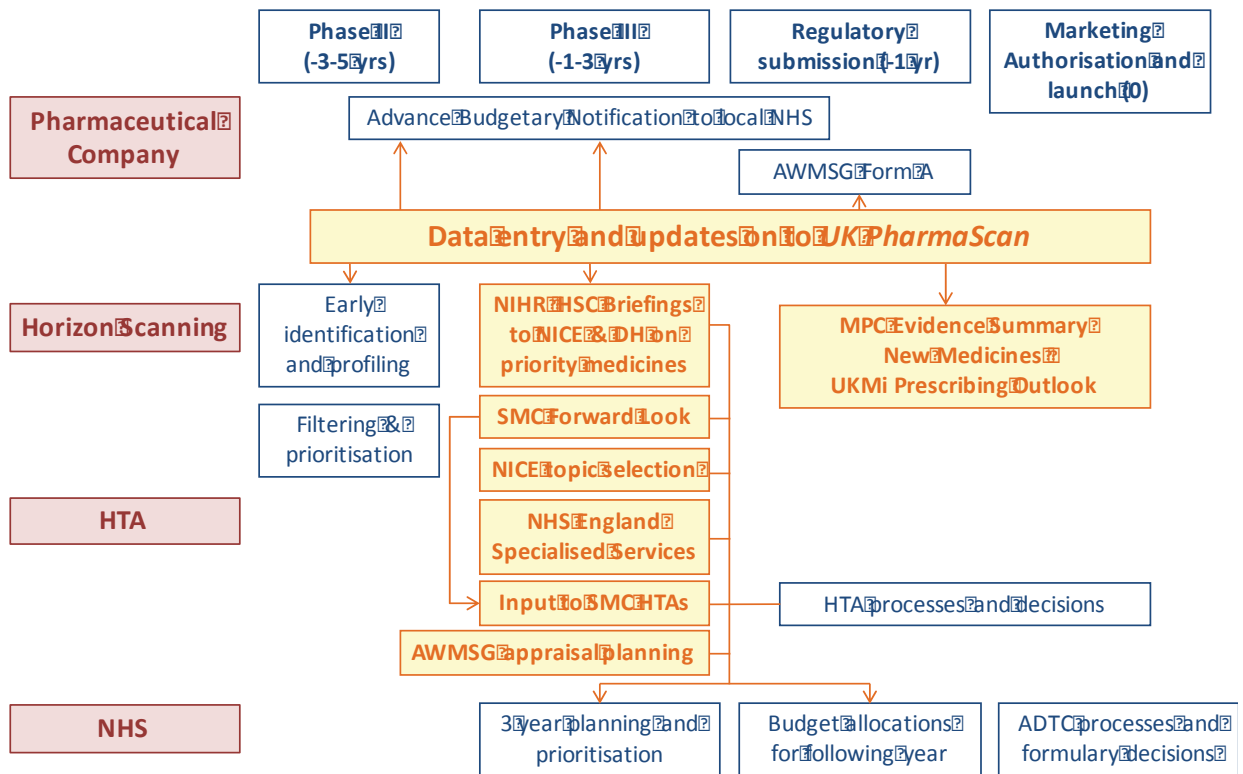 Phase II
(-3-5 yrs)
Phase III
(-1-3 yrs)
Regulatory
submission (-1 yr)
Marketing
Authorisation and
launch (0)
Pharmaceutical
Company
Advance Budgetary Notification to local NHS
AWMSG Form A
Data entry and updates on to UK PharmaScan
Horizon Scanning
Early
identification
and profiling
NIHR HSC Briefings
to NICE & DH on
priority medicines
MPC Evidence Summary
New Medicines
UKMi Prescribing Outlook
Filtering &
prioritisation
SMC Forward Look
NICE topic selection
HTA
NHS England
Specialised Services
Input to SMC HTAs
HTA processes and decisions
AWMSG appraisal planning
NHS
3 year planning and
prioritisation
Budget allocations
for following year
ADTC processes and
formulary decisions